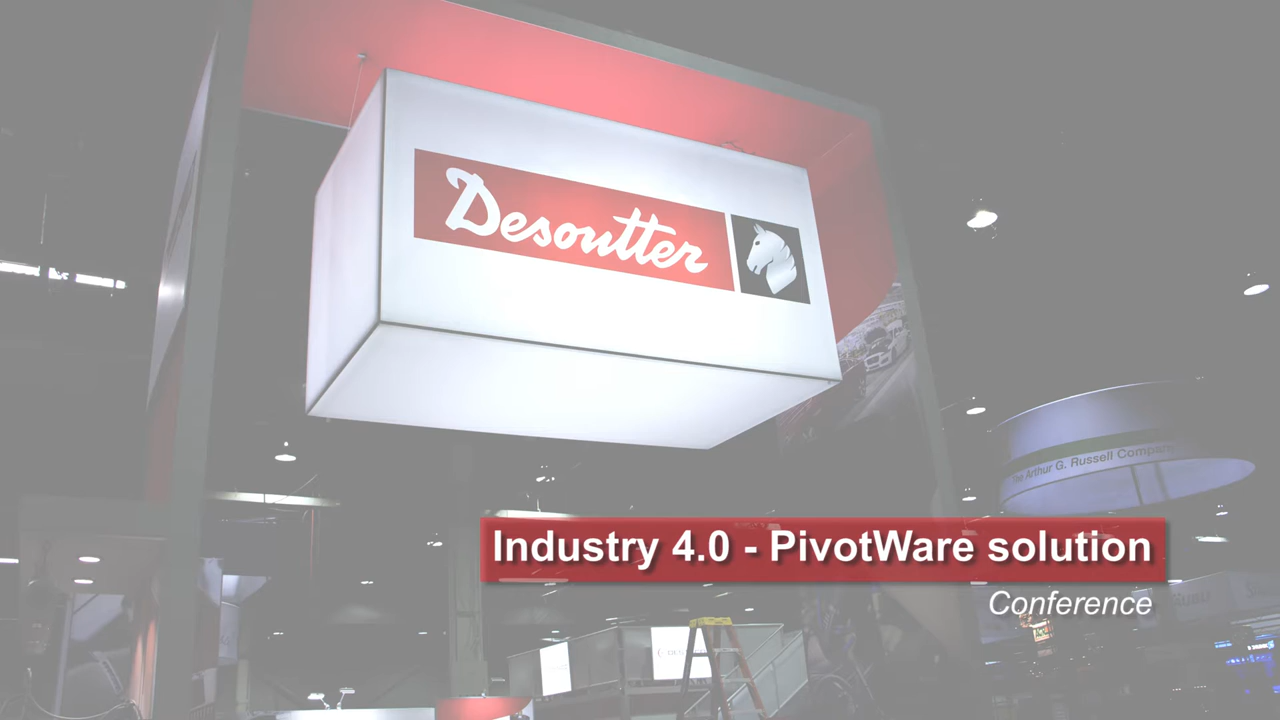 Desoutter
The Arthur G. Russell Company
Industry 4.0 - PivotWare solution
Conference